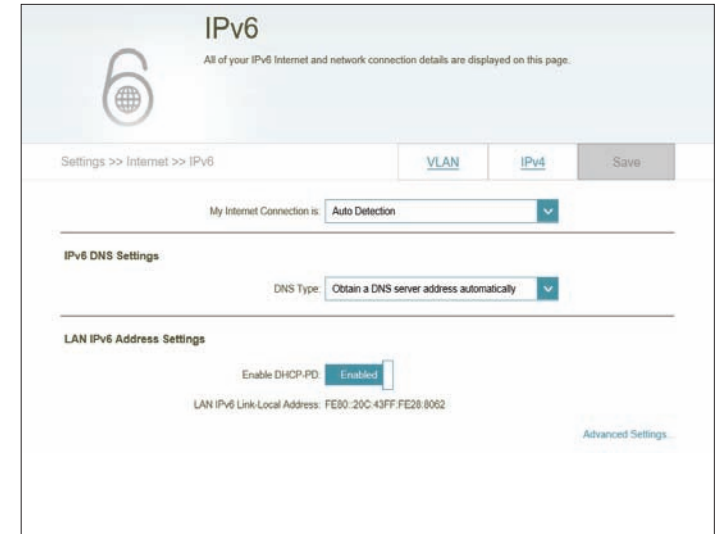 IPv6
All of your IPv6 Internet and network connection details are displayed on this page.
Settings >> Internet >> IPv6
VLAN
IPv4
Save
My Internet Connection is: Auto Detection
IPv6 DNS Settings
DNS Type: Obtain a DNS server address automatically
LAN IPv6 Address Settings
Enable DHCP-PD: Enabled
LAN IPv6 Link-Local Address: FE80::20C:43FF:FE28:8062
Advanced Settings...